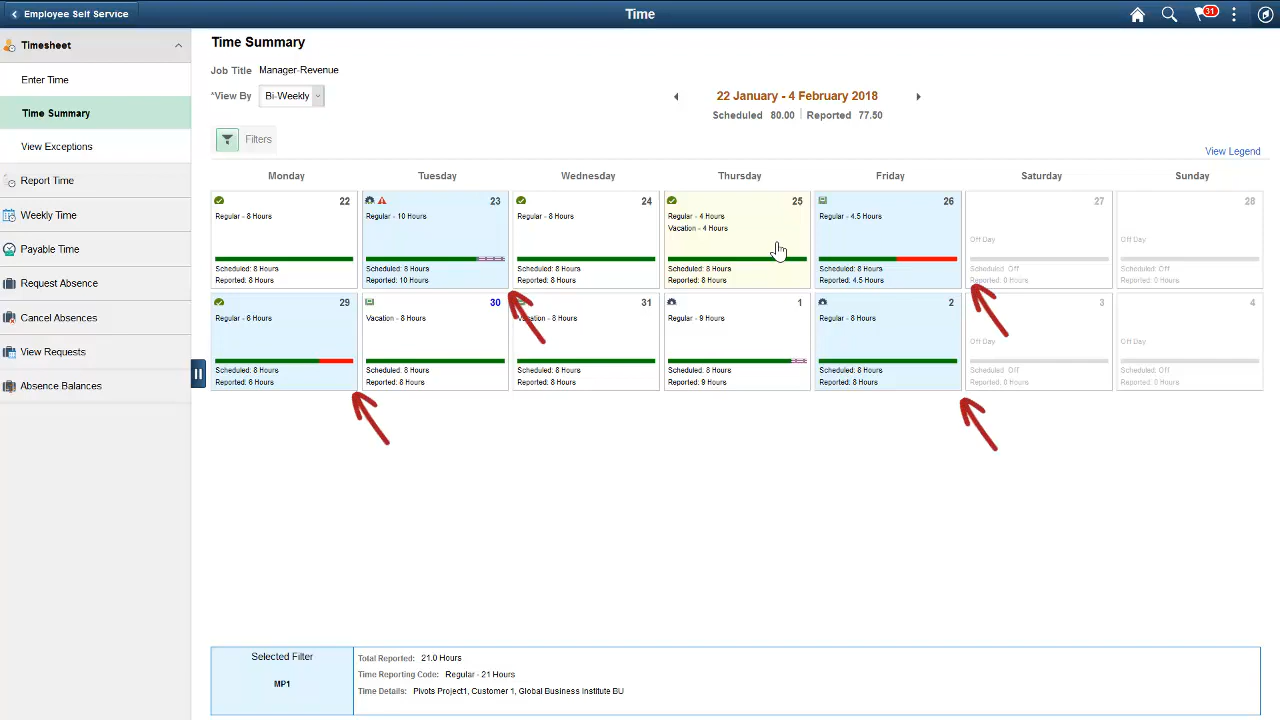 Employee Self Service
Time
31
Timesheet
Enter Time
Time Summary
View Exceptions
Report Time
Weekly Time
Payable Time
Request Absence
Cancel Absences
View Requests
Absence Balances
Time Summary
Job Title Manager-Revenue
*View By Bi-Weekly
22 January - 4 February 2018
Scheduled 80.00 Reported 77.50
Filters
View Legend
Monday Tuesday Wednesday Thursday Friday Saturday Sunday
22
Regular - 8 Hours
Scheduled: 8 Hours
Reported: 8 Hours
23
Regular - 10 Hours
Scheduled: 8 Hours
Reported: 10 Hours
24
Regular - 8 Hours
Scheduled: 8 Hours
Reported: 8 Hours
25
Regular - 4 Hours
Vacation - 4 Hours
Scheduled: 8 Hours
Reported: 8 Hours
26
Regular - 4.5 Hours
Scheduled: 8 Hours
Reported: 4.5 Hours
27
Off Day
Scheduled: Off
Reported: 0 Hours
28
Off Day
Scheduled: Off
Reported: 0 Hours
29
Regular - 6 Hours
Scheduled: 8 Hours
Reported: 6 Hours
30
Vacation - 8 Hours
Scheduled: 8 Hours
Reported: 8 Hours
31
Vacation - 8 Hours
Scheduled: 8 Hours
Reported: 8 Hours
1
Regular - 9 Hours
Scheduled: 8 Hours
Reported: 9 Hours
2
Regular - 8 Hours
Scheduled: 8 Hours
Reported: 8 Hours
3
Off Day
Scheduled: Off
Reported: 0 Hours
4
Off Day
Scheduled: Off
Reported: 0 Hours
Selected Filter
MP1
Total Reported: 21.0 Hours
Time Reporting Code: Regular - 21 Hours
Time Details: Pivots Project1, Customer 1, Global Business Institute BU